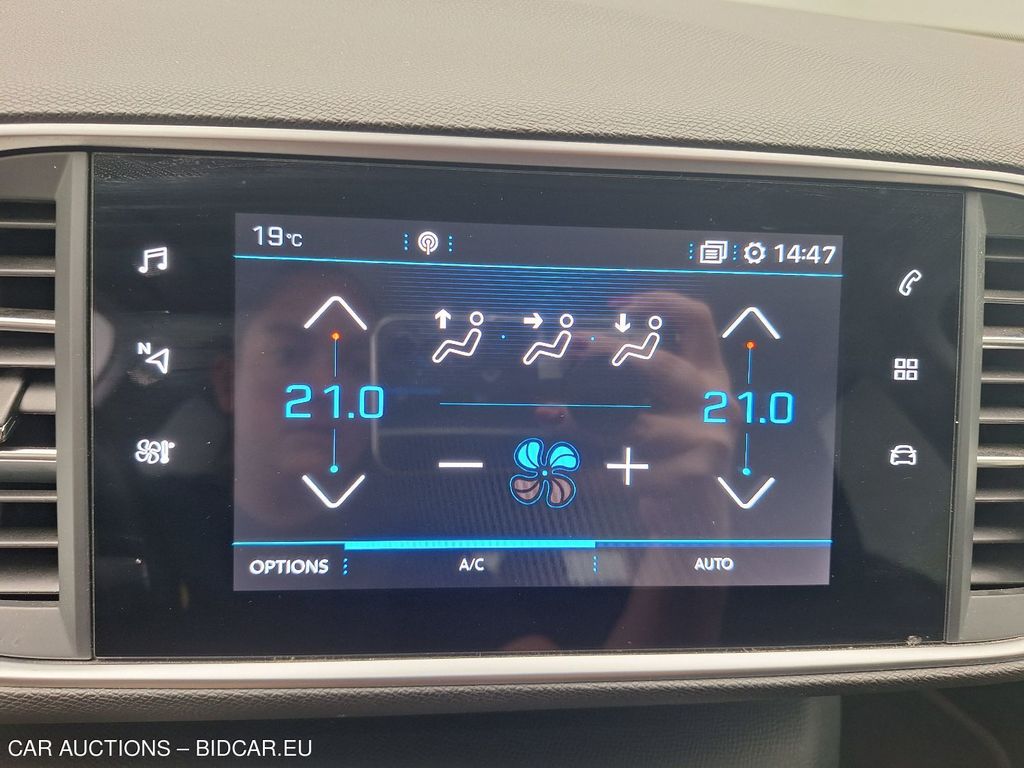 19°C
14:47
N
21.0
21.0
OPTIONS
A/C
AUTO
CAR AUCTIONS – BIDCAR.EU